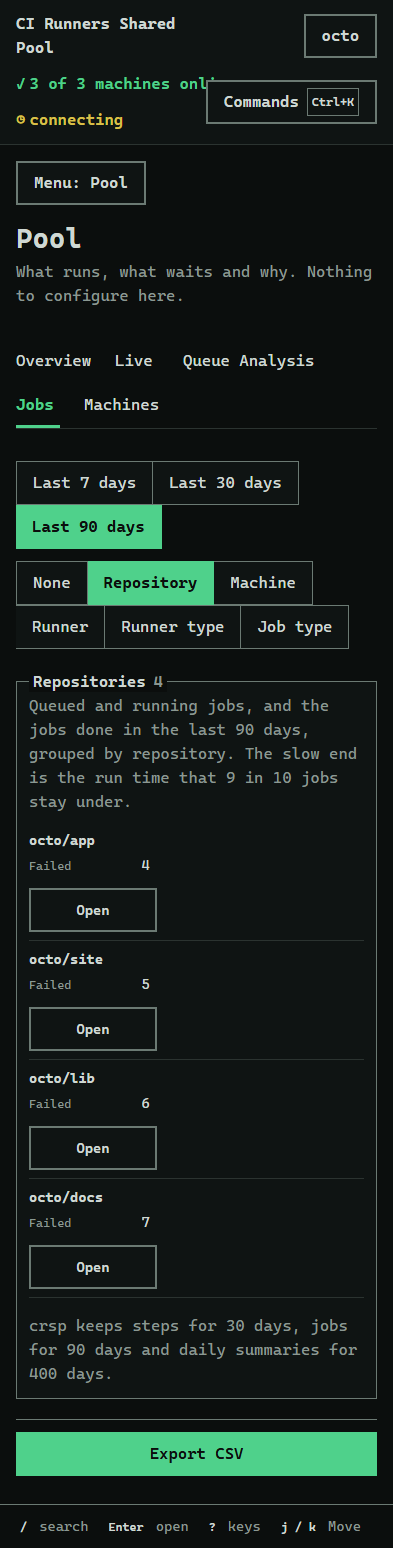 CI Runners Shared
Pool
octo
√ 3 of 3 machines
Commands Ctrl+K
connecting
Menu: Pool
Pool
What runs, what waits and why. Nothing
to configure here.
Overview Live Queue Analysis
Jobs Machines
Last 7 days Last 30 days
Last 90 days
None Repository Machine
Runner Runner type Job type
Repositories 4
Queued and running jobs, and the
jobs done in the last 90 days,
grouped by repository. The slow end
is the run time that 9 in 10 jobs
stay under.
octo/app
Failed 4
Open
octo/site
Failed 5
Open
octo/lib
Failed 6
Open
octo/docs
Failed 7
Open
crsp keeps steps for 30 days, jobs
for 90 days and daily summaries for
400 days.
Export CSV
/ search Enter open ? keys j / k Move